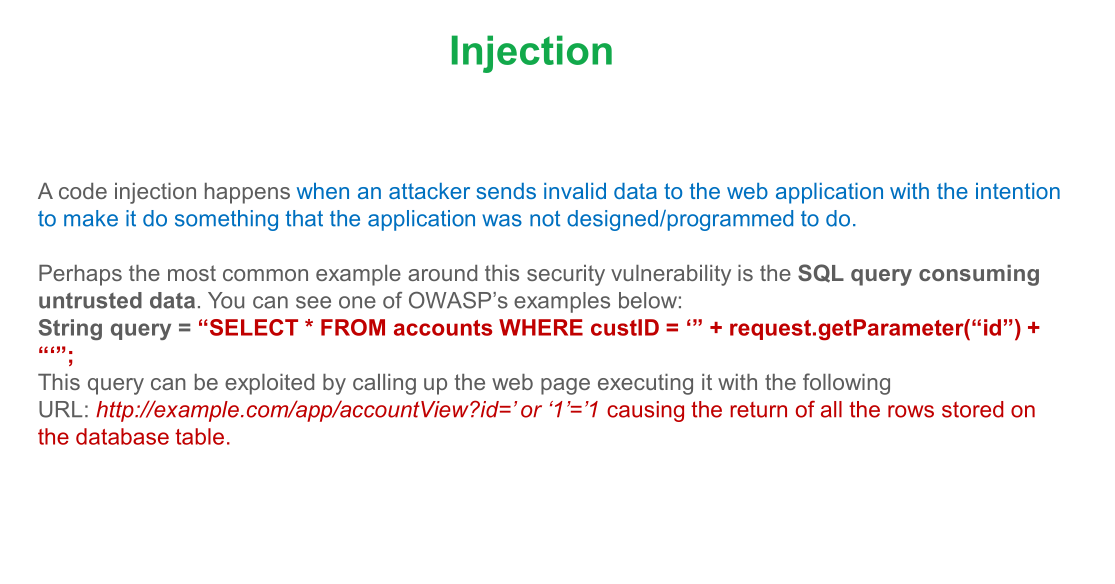 Injection
A code injection happens when an attacker sends invalid data to the web application with the intention
to make it do something that the application was not designed/programmed to do.
Perhaps the most common example around this security vulnerability is the SQL query consuming
untrusted data. You can see one of OWASP’s examples below:
String query = “SELECT * FROM accounts WHERE custID = ‘” + request.getParameter(“id”) +
“‘”;
This query can be exploited by calling up the web page executing it with the following
URL: http://example.com/app/accountView?id=’ or ‘1’=’1 causing the return of all the rows stored on
the database table.